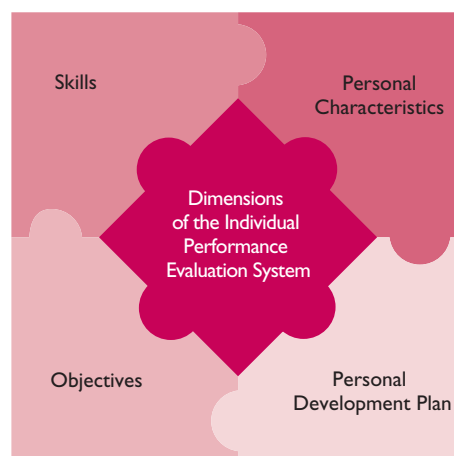 Skills
Personal
Characteristics
Dimensions
of the Individual
Performance
Evaluation System
Objectives
Personal
Development Plan